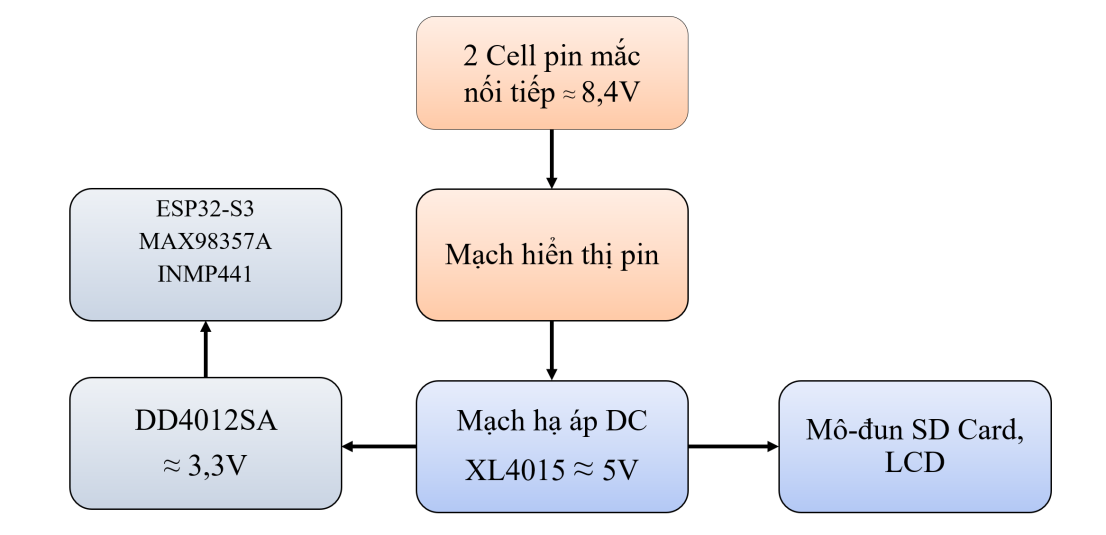 2 Cell pin mắc
nối tiếp ≈ 8,4V
ESP32-S3
MAX98357A
INMP441
Mạch hiển thị pin
DD4012SA
≈ 3,3V
Mạch hạ áp DC
XL4015 ≈ 5V
Mô-đun SD Card,
LCD